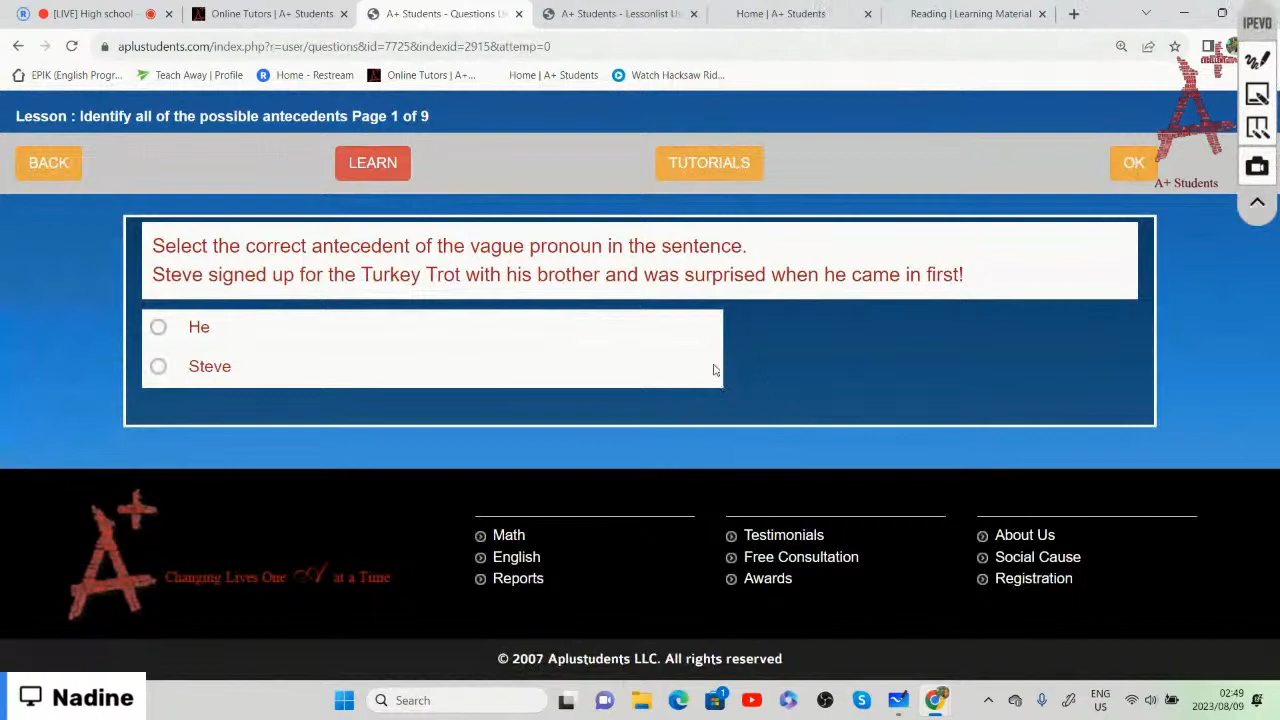 [LIVE] High school -
Online Tutors | A+ Students
A+ Students - Questions Us
A+ Students - Lessonlist Us
Home | A+ Students
Reading | Learning Material
IPEVO
aplustudents.com/index.php?r=user/questions&id=7725&indexid=2915&attemp=0
EPIK (English Progr...
Teach Away | Profile
Home - Restream
Online Tutors | A+...
Home | A+ Students
Watch Hacksaw Rid...
Lesson : Identify all of the possible antecedents Page 1 of 9
BACK
LEARN
TUTORIALS
OK
A+ Students
Select the correct antecedent of the vague pronoun in the sentence.
Steve signed up for the Turkey Trot with his brother and was surprised when he came in first!
He
Steve
Math
English
Reports
Testimonials
Free Consultation
Awards
About Us
Social Cause
Registration
Changing Lives One A at a Time
© 2007 Aplustudents LLC. All rights reserved
Nadine
Search
1
ENG
US
02:49
2023/08/09